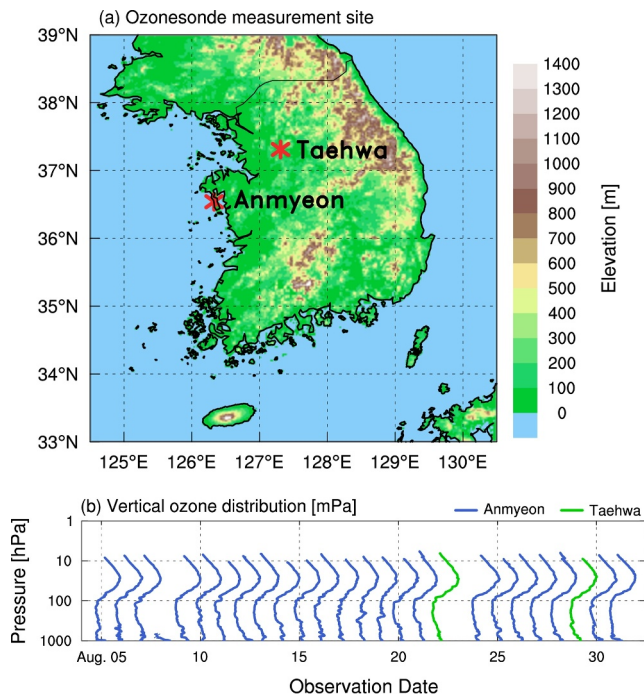 (a) Ozonesonde measurement site
39°N
38°N
37°N
36°N
35°N
34°N
33°N
125°E 126°E 127°E 128°E 129°E 130°E
Taehwa
Anmyeon
1400
1300
1200
1100
1000
900
800
700
600
500
400
300
200
100
0
Elevation [m]
(b) Vertical ozone distribution [mPa]
Anmyeon Taehwa
Pressure [hPa]
1
10
100
1000
Aug. 05 10 15 20 25 30
Observation Date